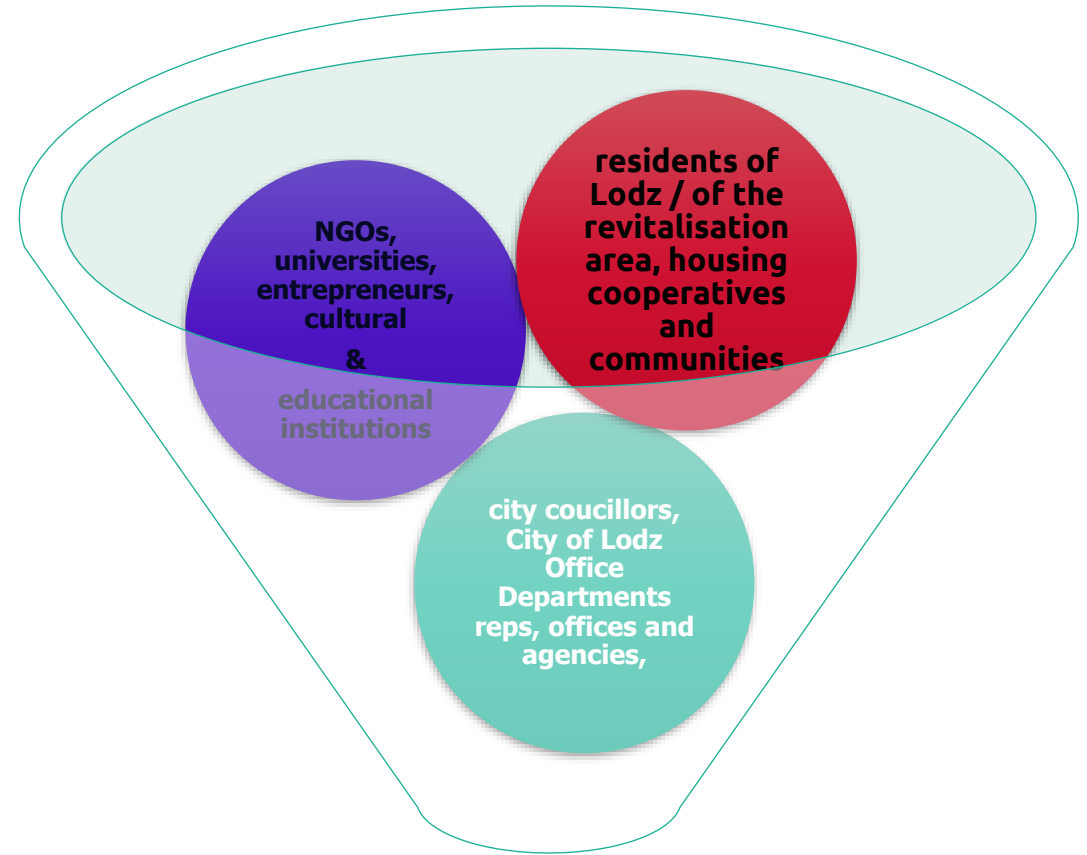 NGOs,
universities,
entrepreneurs,
cultural
&
educational
institutions
residents of
Lodz / of the
revitalisation
area, housing
cooperatives
and
communities
city coucillors,
City of Lodz
Office
Departments
reps, offices and
agencies,